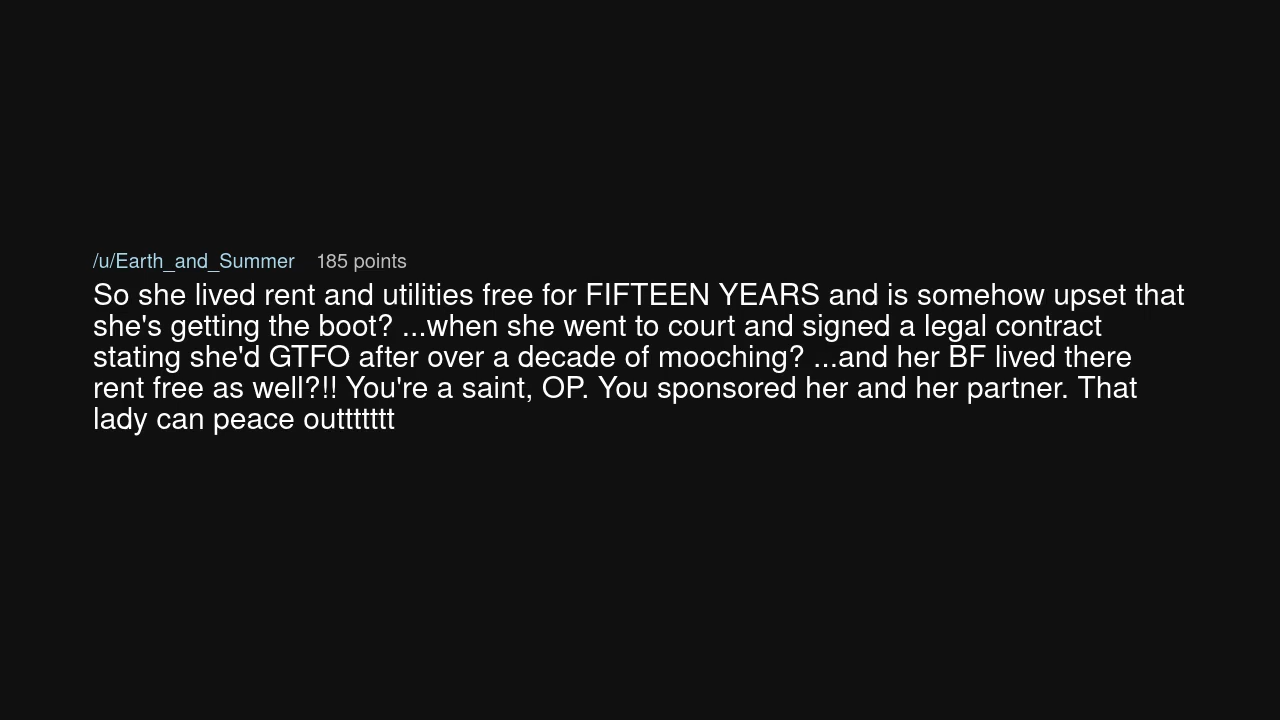 /u/Earth_and_Summer 185 points
So she lived rent and utilities free for FIFTEEN YEARS and is somehow upset that
she's getting the boot? ...when she went to court and signed a legal contract
stating she'd GTFO after over a decade of mooching? ...and her BF lived there
rent free as well?!! You're a saint, OP. You sponsored her and her partner. That
lady can peace outtttttt